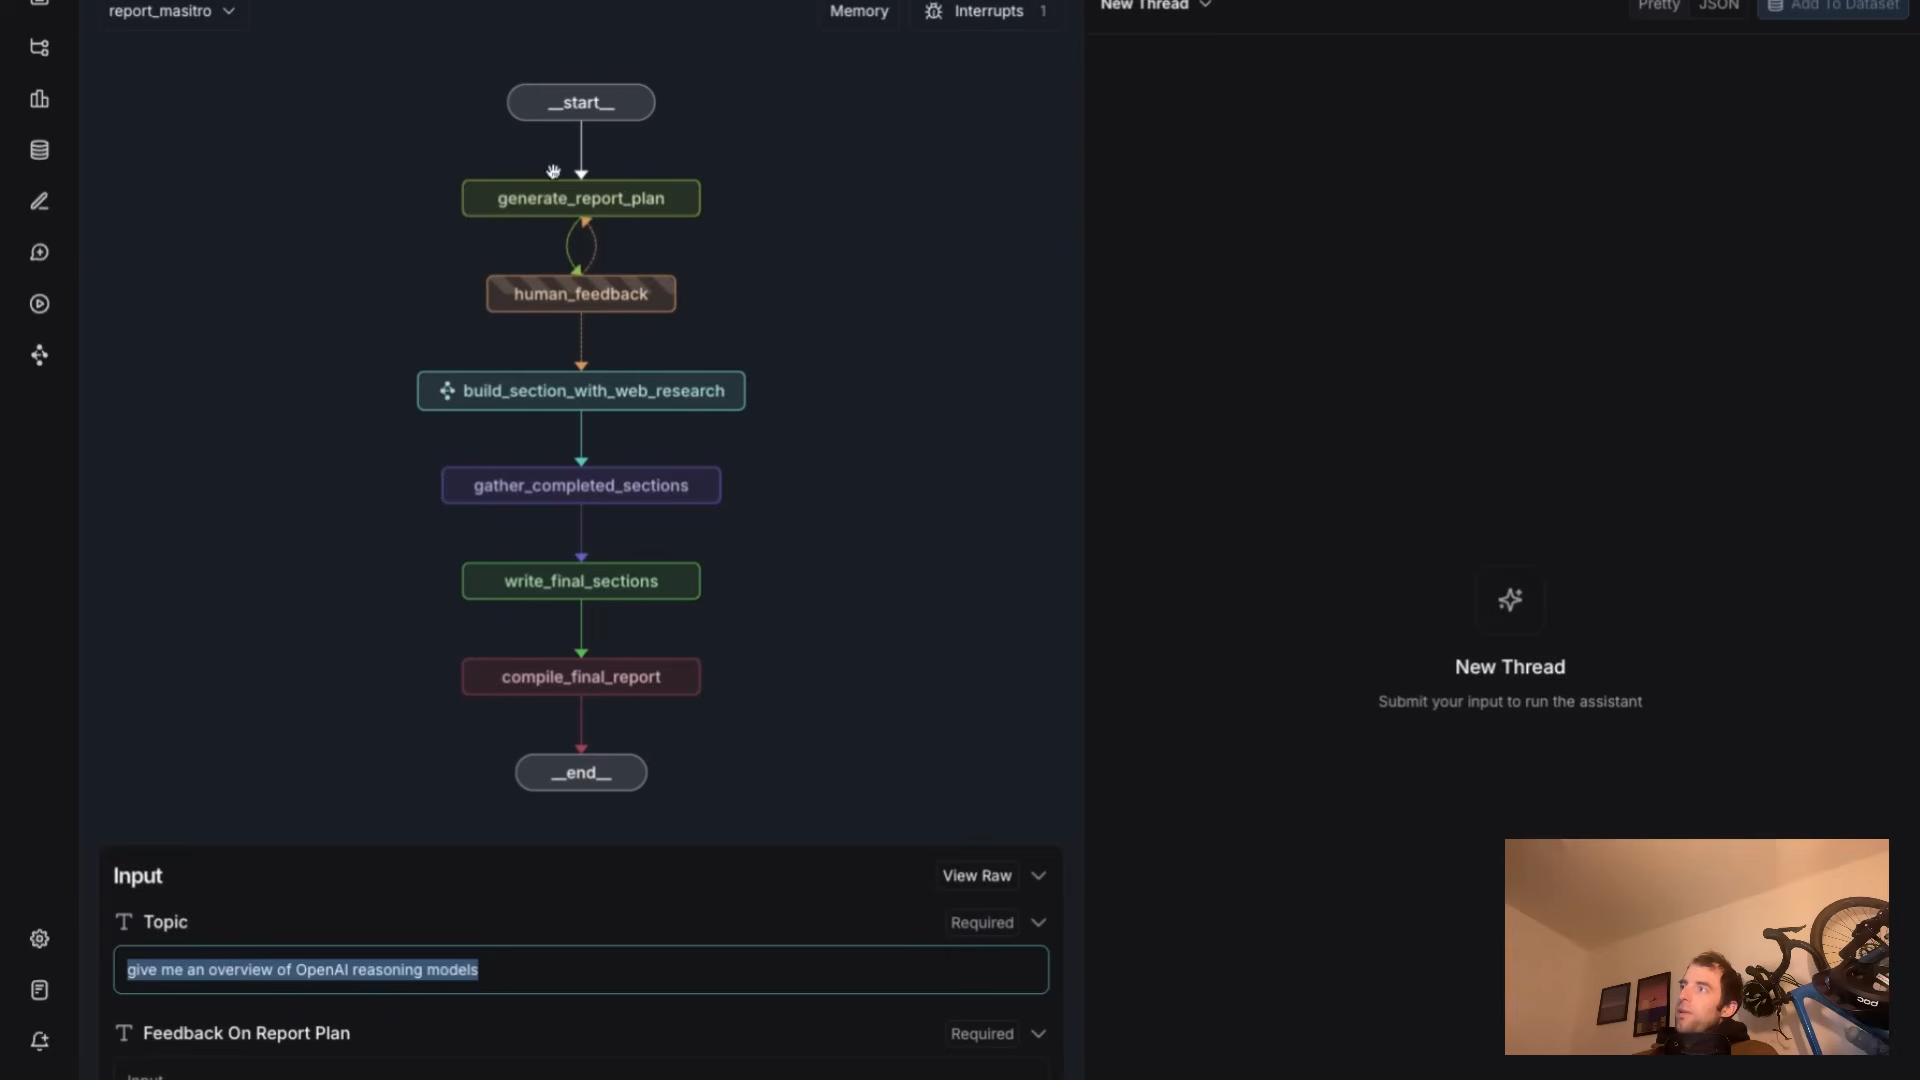 report_masitro
Memory
Interrupts 1
New Thread
Pretty
JSON
Add To Dataset
__start__
generate_report_plan
human_feedback
build_section_with_web_research
gather_completed_sections
write_final_sections
compile_final_report
__end__
New Thread
Submit your input to run the assistant
Input
View Raw
Topic
Required
give me an overview of OpenAI reasoning models
Feedback On Report Plan
Required
Input